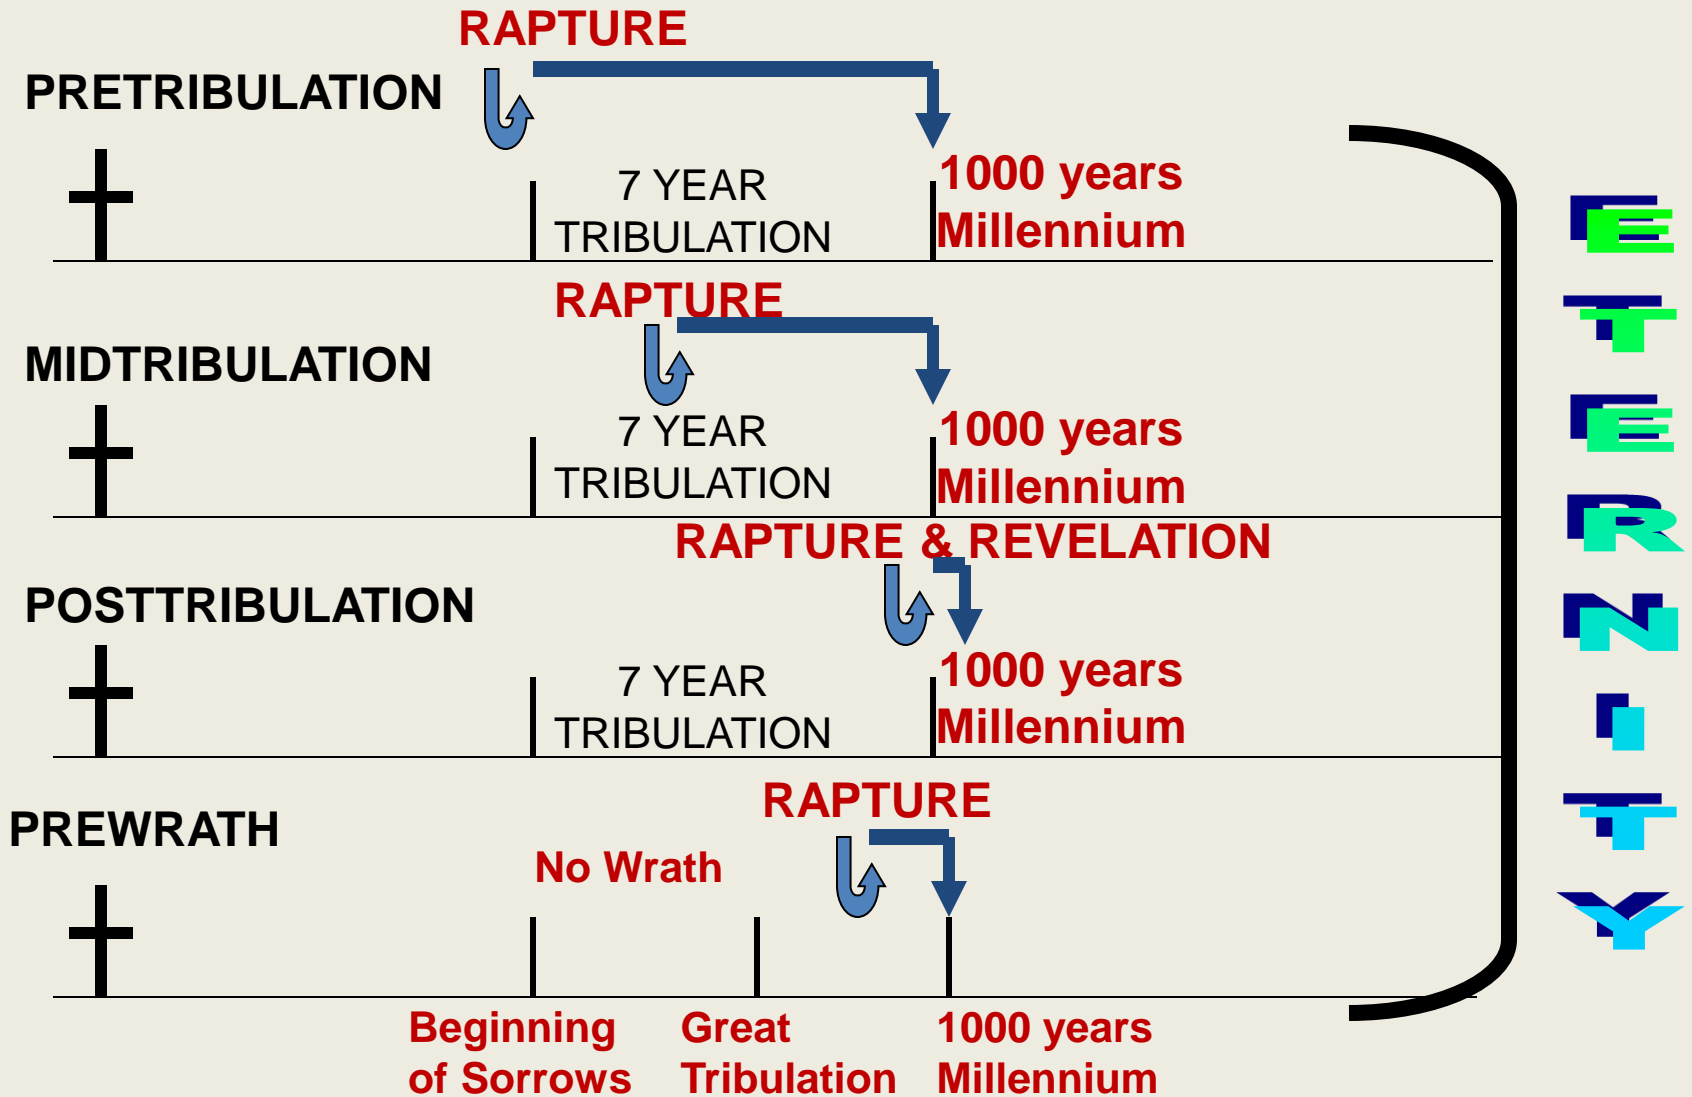 RAPTURE
PRETRIBULATION
7 YEAR
TRIBULATION
1000 years
Millennium
RAPTURE
MIDTRIBULATION
7 YEAR
TRIBULATION
1000 years
Millennium
RAPTURE & REVELATION
POSTTRIBULATION
7 YEAR
TRIBULATION
1000 years
Millennium
RAPTURE
PREWRATH
No Wrath
Beginning
of Sorrows
Great
Tribulation
1000 years
Millennium
ETERNITY